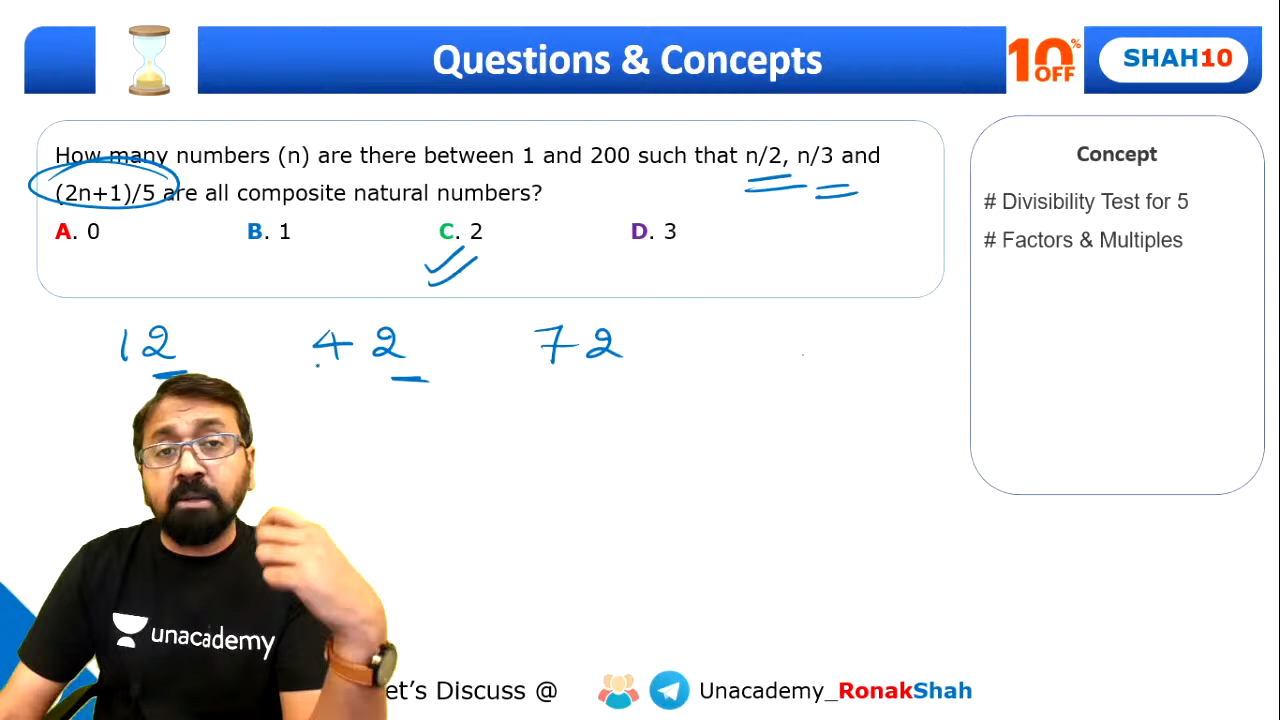 Questions & Concepts
10% OFF
SHAH10
How many numbers (n) are there between 1 and 200 such that n/2, n/3 and
(2n+1)/5 are all composite natural numbers?
A. 0 B. 1 C. 2 D. 3
Concept
# Divisibility Test for 5
# Factors & Multiples
12 42 72
unacademy
et's Discuss @ Unacademy_RonakShah